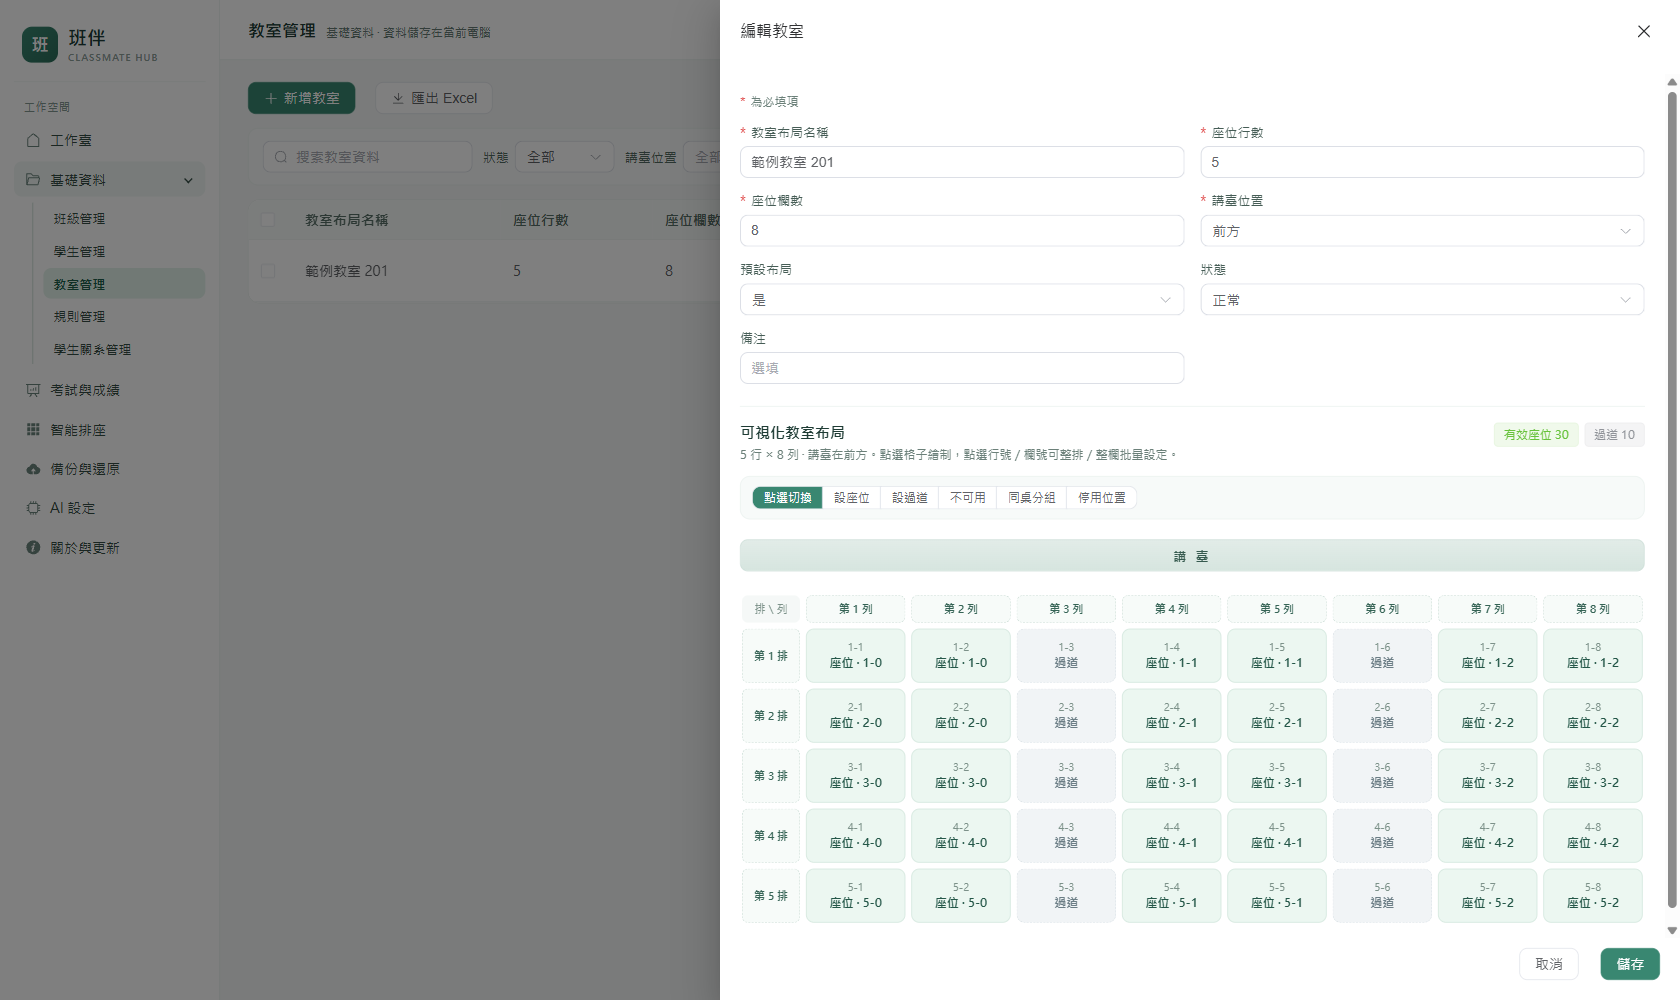 班
班伴
CLASSMATE HUB
工作空間
工作臺
基礎資料
班級管理
學生管理
教室管理
規則管理
學生關系管理
考試與成績
智能排座
備份與還原
AI 設定
關於與更新
教室管理 基礎資料 · 資料儲存在當前電腦
新增教室 匯出 Excel
搜索教室資料 狀態 全部 講臺位置 全部
教室布局名稱 座位行數 座位欄數
範例教室 201 5 8
編輯教室
* 為必填項
* 教室布局名稱 * 座位行數
範例教室 201 5
* 座位欄數 * 講臺位置
8 前方
預設布局 狀態
是 正常
備注
選填
可視化教室布局 有效座位 30 過道 10
5 行 × 8 列 · 講臺在前方。點選格子繪制，點選行號 / 欄號可整排 / 整欄批量設定。
點選切換 設座位 設過道 不可用 同桌分組 停用位置
講 臺
排 \ 列 第 1 列 第 2 列 第 3 列 第 4 列 第 5 列 第 6 列 第 7 列 第 8 列
1-1 1-2 1-3 1-4 1-5 1-6 1-7 1-8
第 1 排 座位 · 1-0 座位 · 1-0 過道 座位 · 1-1 座位 · 1-1 過道 座位 · 1-2 座位 · 1-2
2-1 2-2 2-3 2-4 2-5 2-6 2-7 2-8
第 2 排 座位 · 2-0 座位 · 2-0 過道 座位 · 2-1 座位 · 2-1 過道 座位 · 2-2 座位 · 2-2
3-1 3-2 3-3 3-4 3-5 3-6 3-7 3-8
第 3 排 座位 · 3-0 座位 · 3-0 過道 座位 · 3-1 座位 · 3-1 過道 座位 · 3-2 座位 · 3-2
4-1 4-2 4-3 4-4 4-5 4-6 4-7 4-8
第 4 排 座位 · 4-0 座位 · 4-0 過道 座位 · 4-1 座位 · 4-1 過道 座位 · 4-2 座位 · 4-2
5-1 5-2 5-3 5-4 5-5 5-6 5-7 5-8
第 5 排 座位 · 5-0 座位 · 5-0 過道 座位 · 5-1 座位 · 5-1 過道 座位 · 5-2 座位 · 5-2
取消 儲存